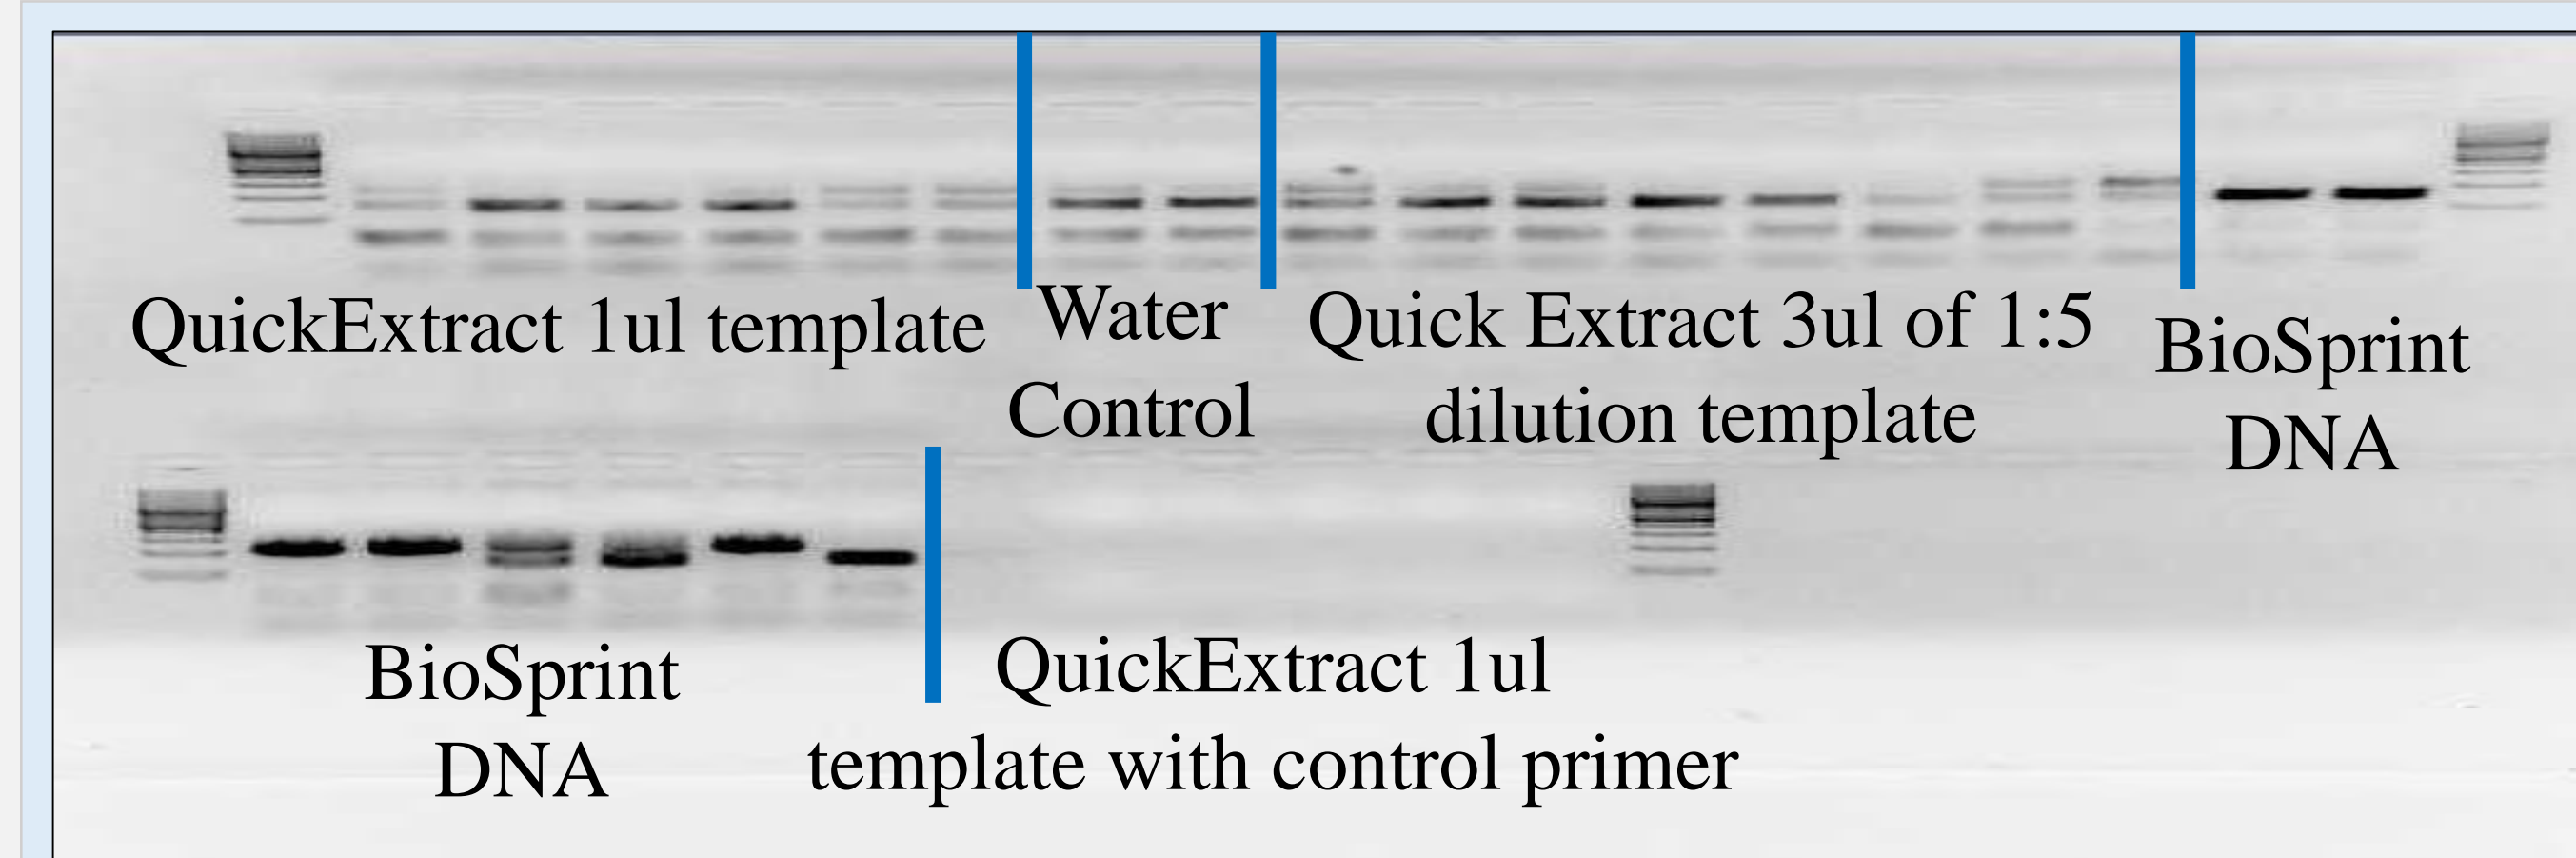 QuickExtract 1ul template
Water
Control
Quick Extract 3ul of 1:5
dilution template
BioSprint
DNA
BioSprint
DNA
QuickExtract 1ul
template with control primer